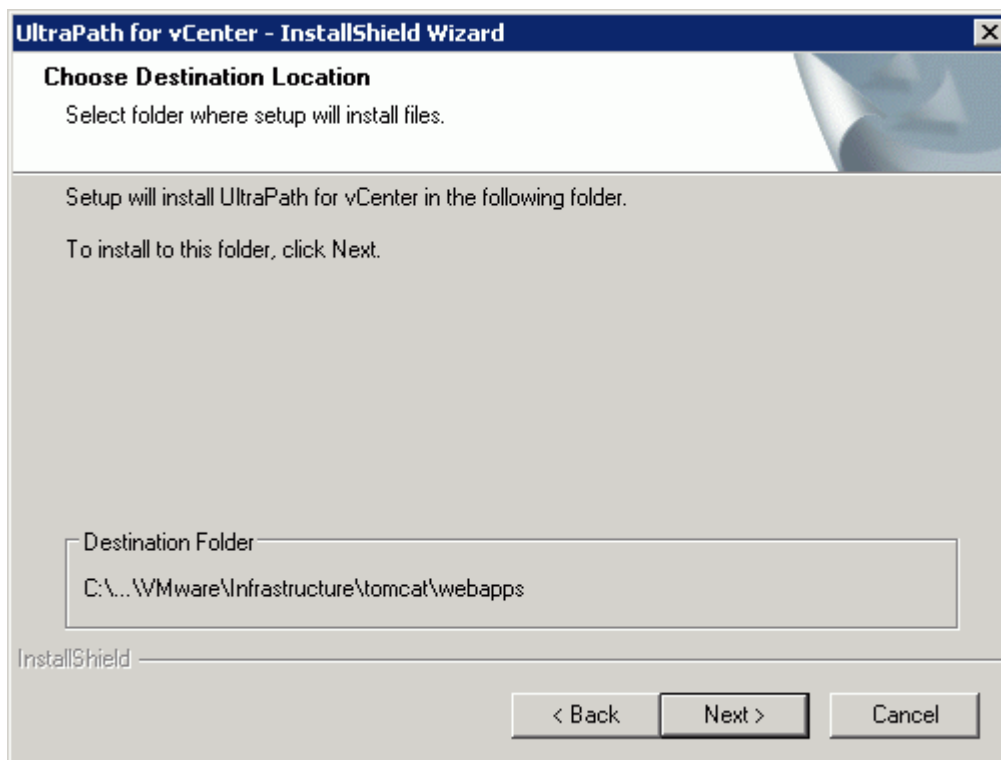 UltraPath for vCenter - InstallShield Wizard
Choose Destination Location
Select folder where setup will install files.
Setup will install UltraPath for vCenter in the following folder.
To install to this folder, click Next.
Destination Folder
C:\...\VMware\Infrastructure\tomcat\webapps
InstallShield
< Back Next > Cancel